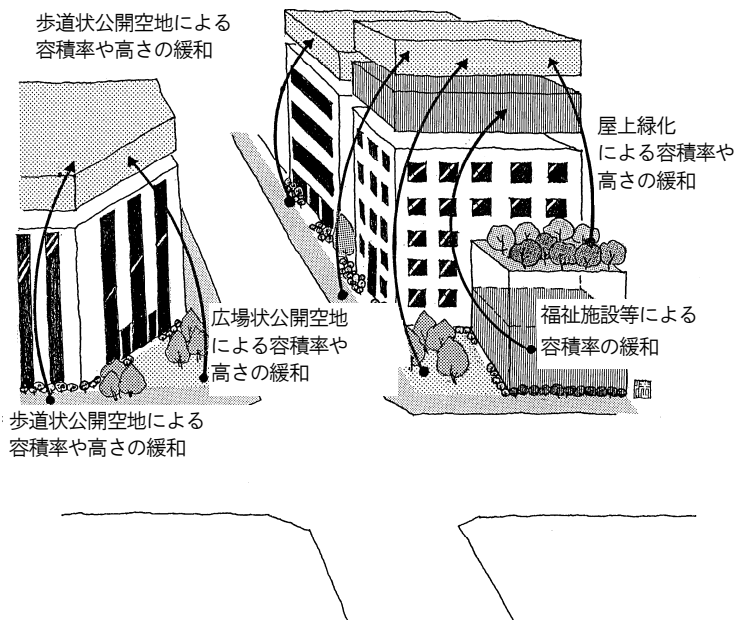 歩道状公開空地による
容積率や高さの緩和
屋上緑化
による容積率や
高さの緩和
広場状公開空地
による容積率や
高さの緩和
福祉施設等による
容積率の緩和
歩道状公開空地による
容積率や高さの緩和